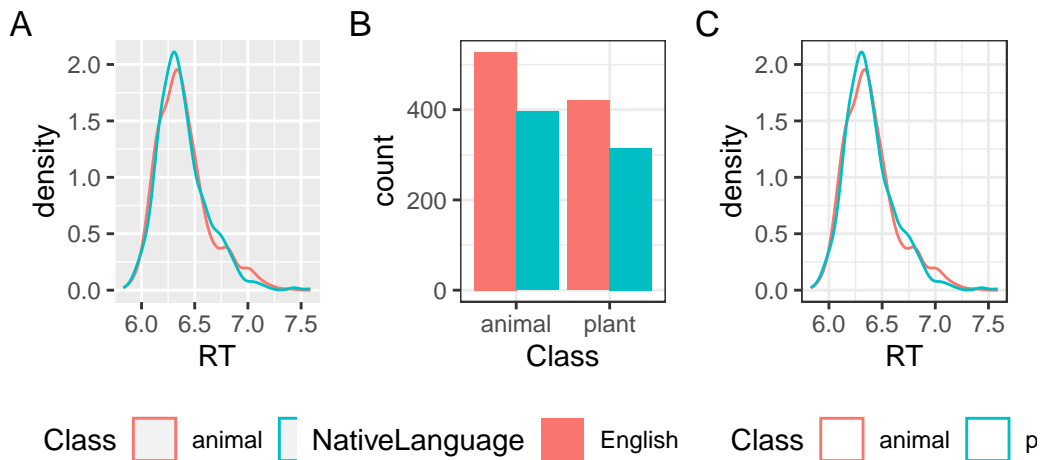 A
B
C
density
2.0
1.5
1.0
0.5
0.0
6.0 6.5 7.0 7.5
RT
count
400
200
0
animal plant
Class
density
2.0
1.5
1.0
0.5
0.0
6.0 6.5 7.0 7.5
RT
Class animal
NativeLanguage English
Class animal p